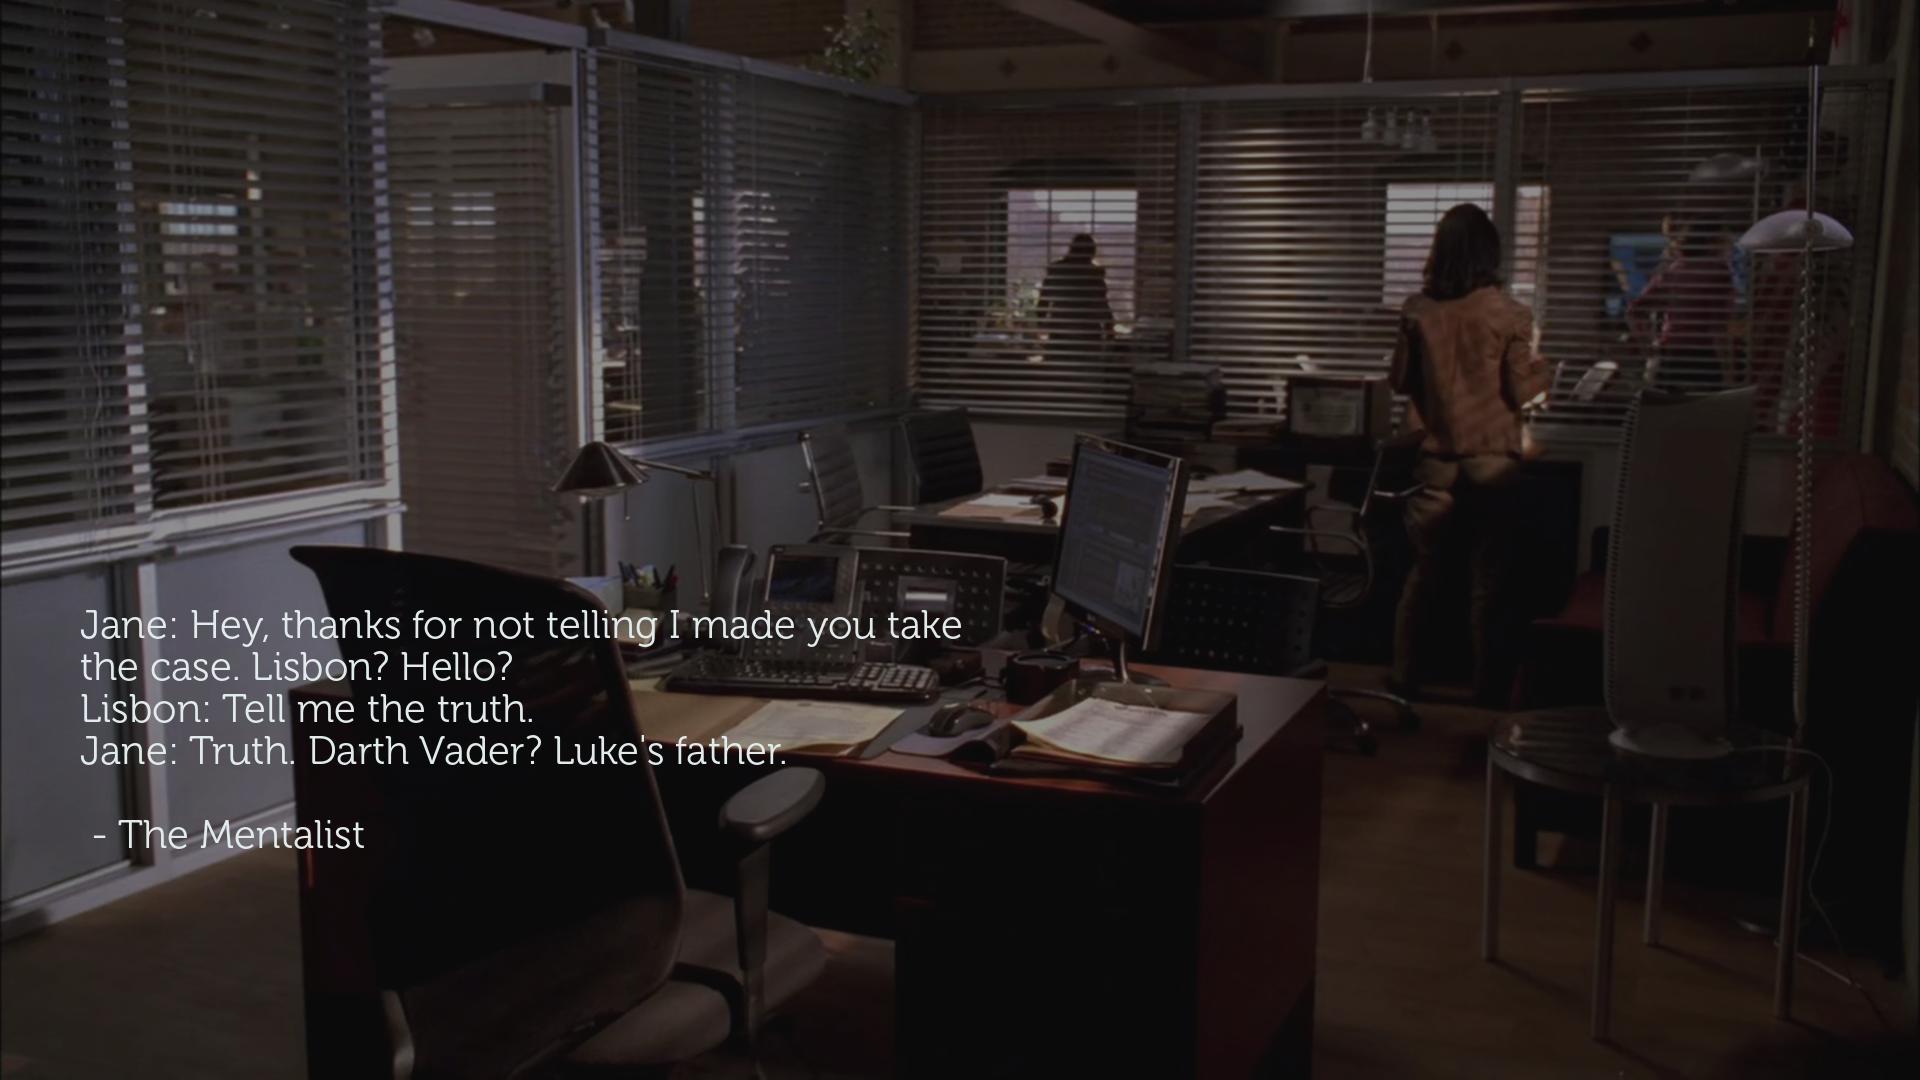 Jane: Hey, thanks for not telling I made you take
the case. Lisbon? Hello?
Lisbon: Tell me the truth.
Jane: Truth. Darth Vader? Luke's father.
- The Mentalist